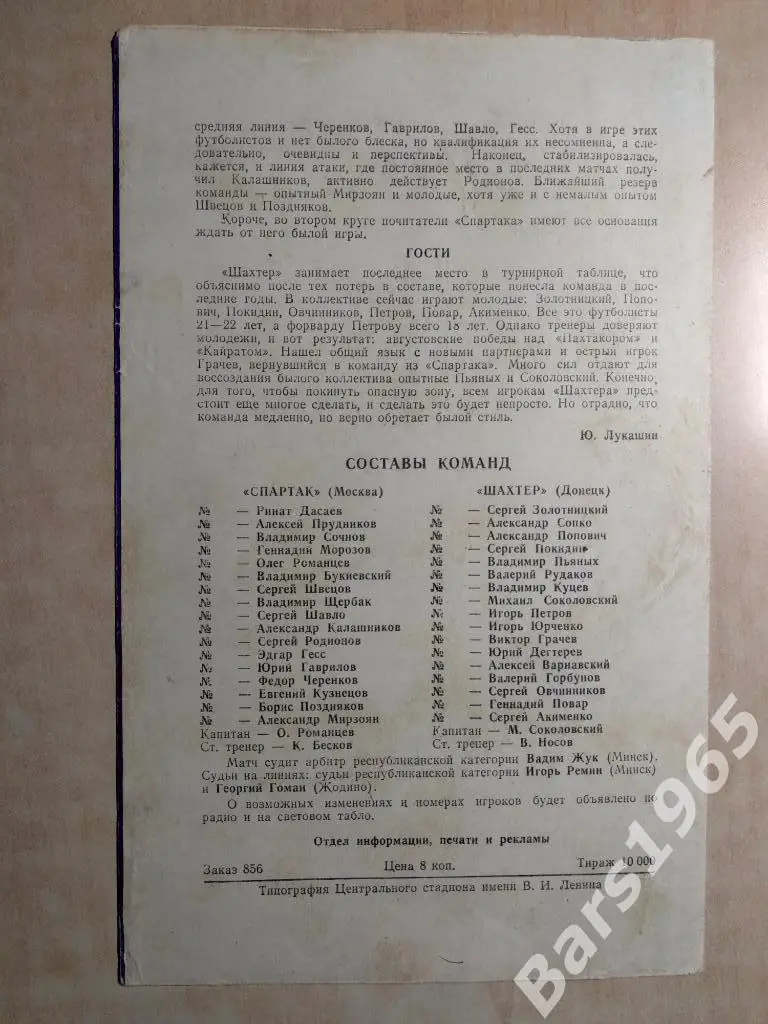 средняя линия — Черенков, Гаврилов, Шавло, Гесс. Хотя в игре этих
футболистов и нет былого блеска, но квалификация их несомненна, а сле-
довательно, очевидны и перспективы. Наконец, стабилизировалась,
кажется, и линия атаки, где постоянное место в последних матчах полу-
чил Калашников, активно действует Родионов. Ближайший резерв
команды — опытный Мирзоян и молодые, хотя уже и с немалым опытом
Швецов и Поздняков.
Короче, во втором круге почитатели «Спартака» имеют все основания
ждать от него былой игры.
ГОСТИ
«Шахтер» занимает последнее место в турнирной таблице, что
объяснимо после тех потерь в составе, которые понесла команда в пос-
ледние годы. В коллективе сейчас играют молодые: Золотницкий, Попо-
вич, Покидин, Овчинников, Петров, Повар, Акименко. Все это футболисты
21—22 лет, а форварду Петрову всего 18 лет. Однако тренеры доверяют
молодежи, и вот результат: августовские победы над «Пахтакором» и
«Кайратом». Нашел общий язык с новыми партнерами и острый игрок
Грачев, вернувшийся в команду из «Спартака». Много сил отдают для
воссоздания былого коллектива опытные Пьяных и Соколовский. Конечно,
для того, чтобы покинуть опасную зону, всем игрокам «Шахтера» пред-
стоит еще многое сделать, и сделать это будет непросто. Но отрадно, что
команда медленно, но верно обретает былой стиль.
Ю. Лукашин
СОСТАВЫ КОМАНД
«СПАРТАК» (Москва)
№ — Ринат Дасаев
№ — Алексей Прудников
№ — Владимир Сочнов
№ — Геннадий Морозов
№ — Олег Романцев
№ — Владимир Букиевский
№ — Сергей Швецов
№ — Владимир Щербак
№ — Сергей Шавло
№ — Александр Калашников
№ — Сергей Родионов
№ — Эдгар Гесс
№ — Юрий Гаврилов
№ — Федор Черенков
№ — Евгений Кузнецов
№ — Борис Поздняков
№ — Александр Мирзоян
Капитан — О. Романцев
Ст. тренер — К. Бесков
«ШАХТЕР» (Донецк)
№ — Сергей Золотницкий
№ — Александр Сопко
№ — Александр Попович
№ — Сергей Покидин
№ — Владимир Пьяных
№ — Валерий Рудаков
№ — Владимир Куцев
№ — Михаил Соколовский
№ — Игорь Петров
№ — Игорь Юрченко
№ — Виктор Грачев
№ — Юрий Дегтерев
№ — Алексей Варнавский
№ — Валерий Горбунов
№ — Сергей Овчинников
№ — Геннадий Повар
№ — Сергей Акименко
Капитан — М. Соколовский
Ст. тренер — В. Носов
Матч судит арбитр республиканской категории Вадим Жук (Минск).
Судьи на линиях: судьи республиканской категории Игорь Ремин (Минск)
и Георгий Гоман (Жодино).
О возможных изменениях и номерах игроков будет объявлено по
радио и на световом табло.
Отдел информации, печати и рекламы
Заказ 856 Цена 8 коп. Тираж 10 000
Типография Центрального стадиона имени В. И. Ленина
Bars1965